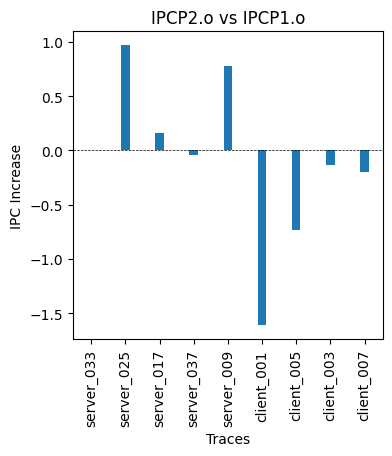 IPCP2.o vs IPCP1.o
1.0
0.5
0.0
−0.5
−1.0
−1.5
IPC Increase
server_033
server_025
server_017
server_037
server_009
client_001
client_005
client_003
client_007
Traces